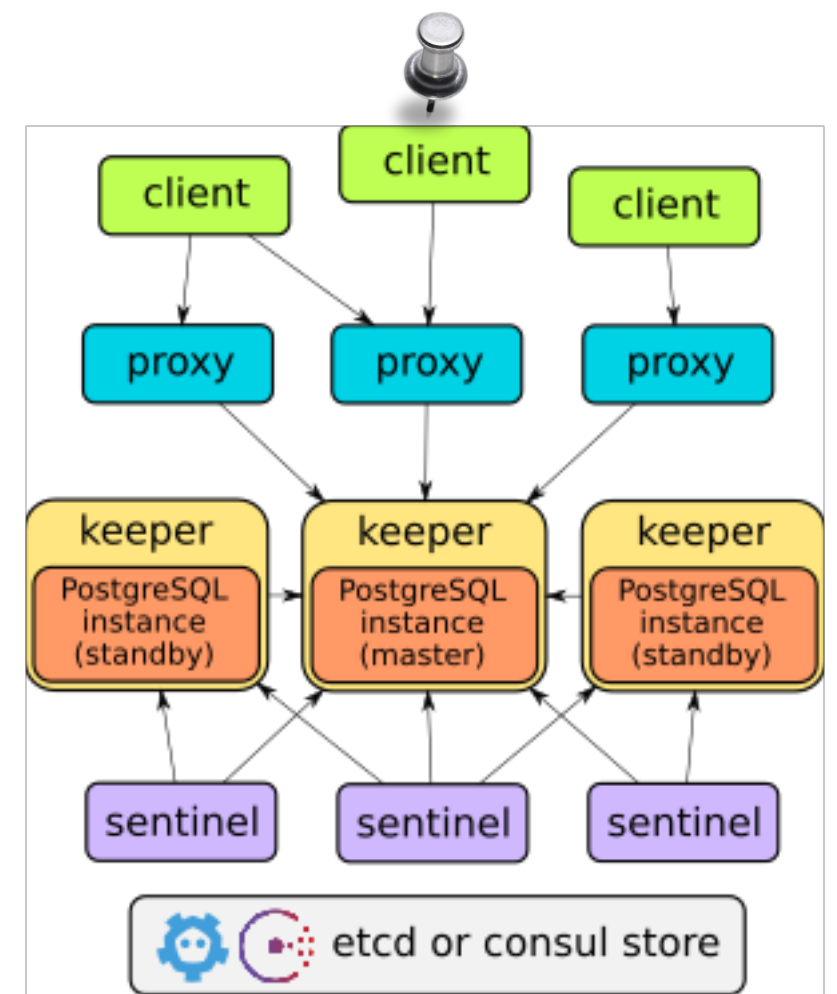 client
client
client
proxy
proxy
proxy
keeper
PostgreSQL
instance
(standby)
keeper
PostgreSQL
instance
(master)
keeper
PostgreSQL
instance
(standby)
sentinel
sentinel
sentinel
etcd or consul store